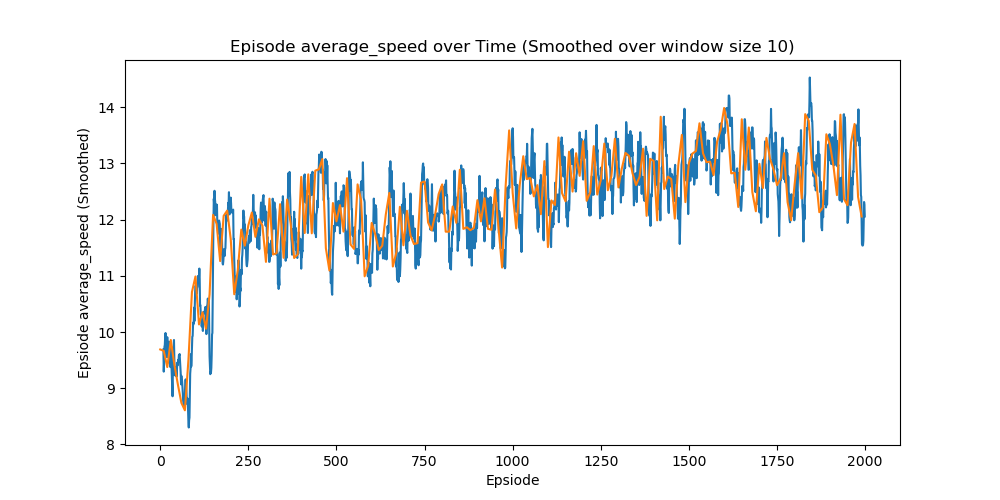 Episode average_speed over Time (Smoothed over window size 10)
Epsiode average_speed (Smoothed)
14
13
12
11
10
9
8
0 250 500 750 1000 1250 1500 1750 2000
Epsiode